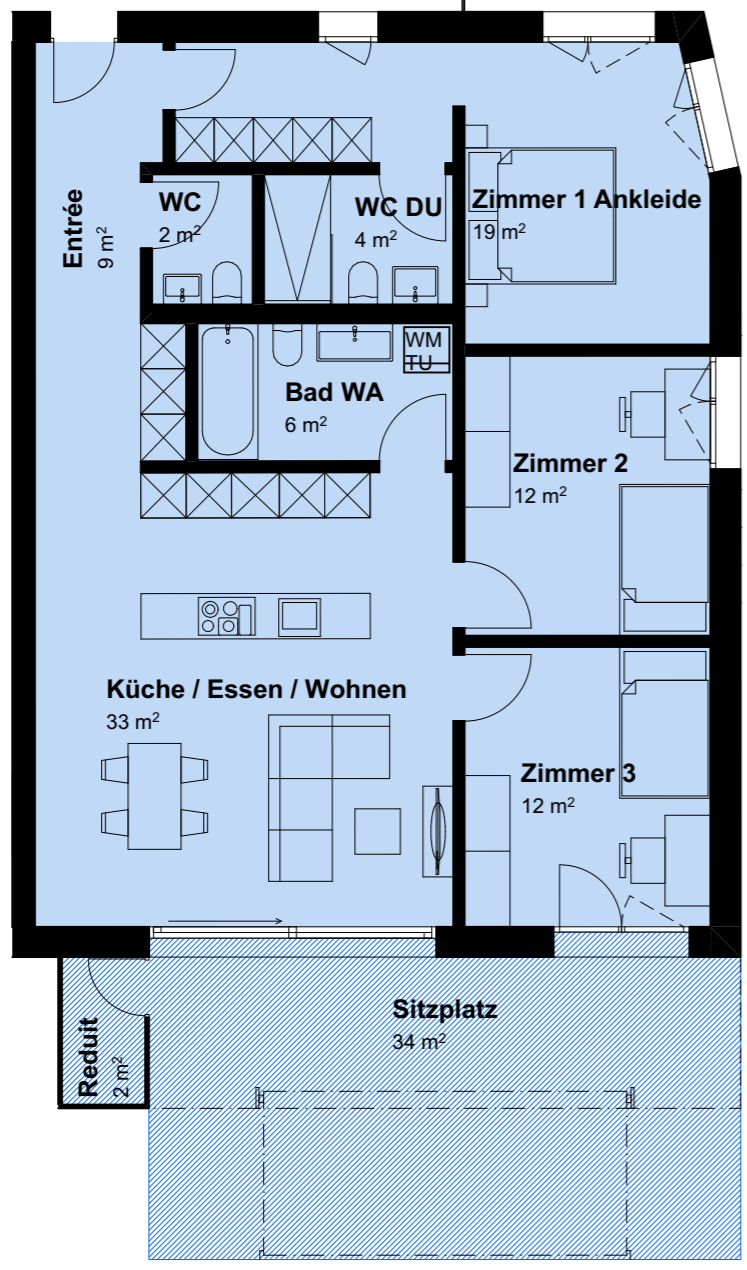 Entrée
9 m²
WC
2 m²
WC DU
4 m²
Zimmer 1 Ankleide
19 m²
WM
TU
Bad WA
6 m²
Zimmer 2
12 m²
Küche / Essen / Wohnen
33 m²
Zimmer 3
12 m²
Sitzplatz
34 m²
Reduit
2 m²